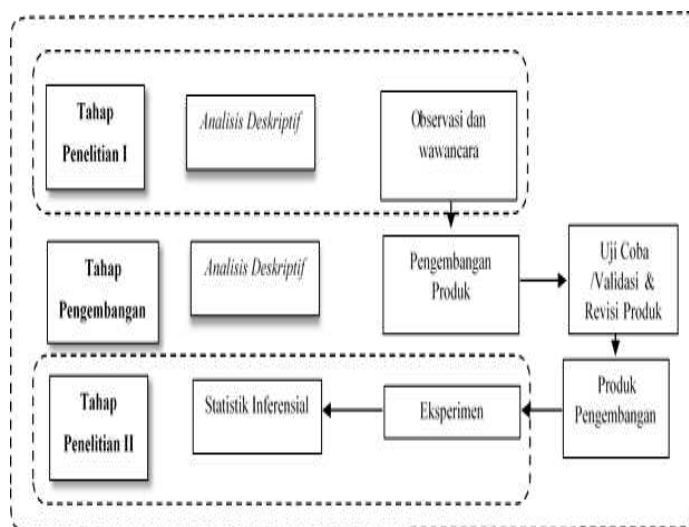 Tahap
Penelitian I
Analisis Deskriptif
Observasi dan
wawancara
Tahap
Pengembangan
Analisis Deskriptif
Pengembangan
Produk
Uji Coba
/Validasi &
Revisi Produk
Tahap
Penelitian II
Statistik Inferensial
Eksperimen
Produk
Pengembangan